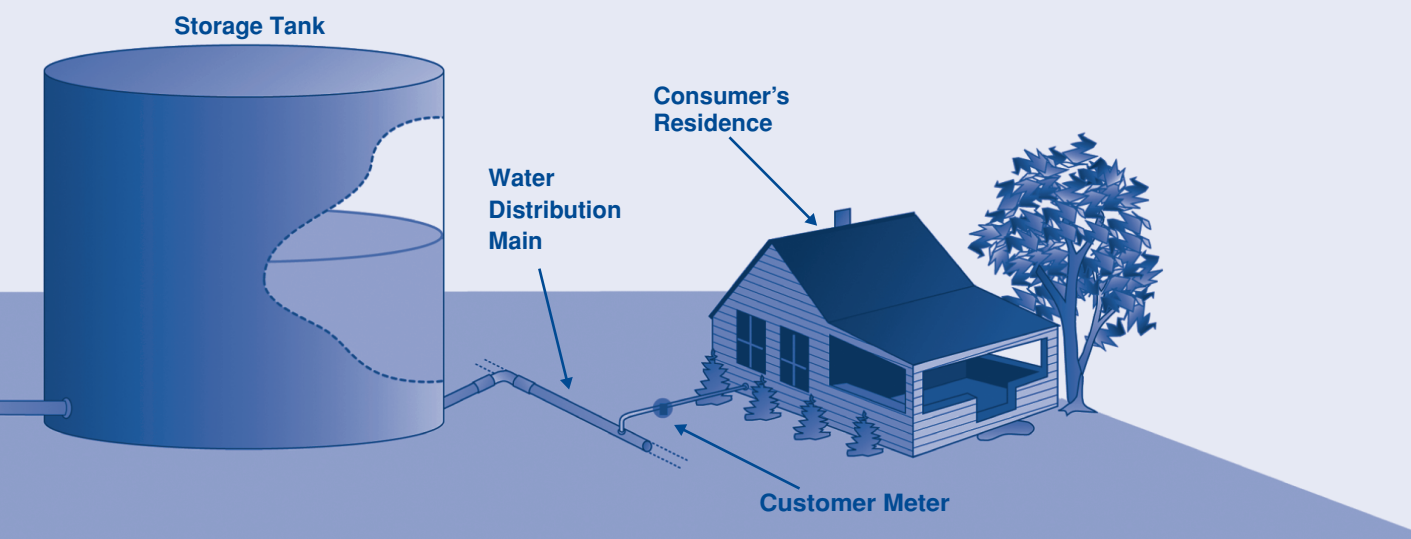 Storage Tank
Consumer’s
Residence
Water
Distribution
Main
Customer Meter